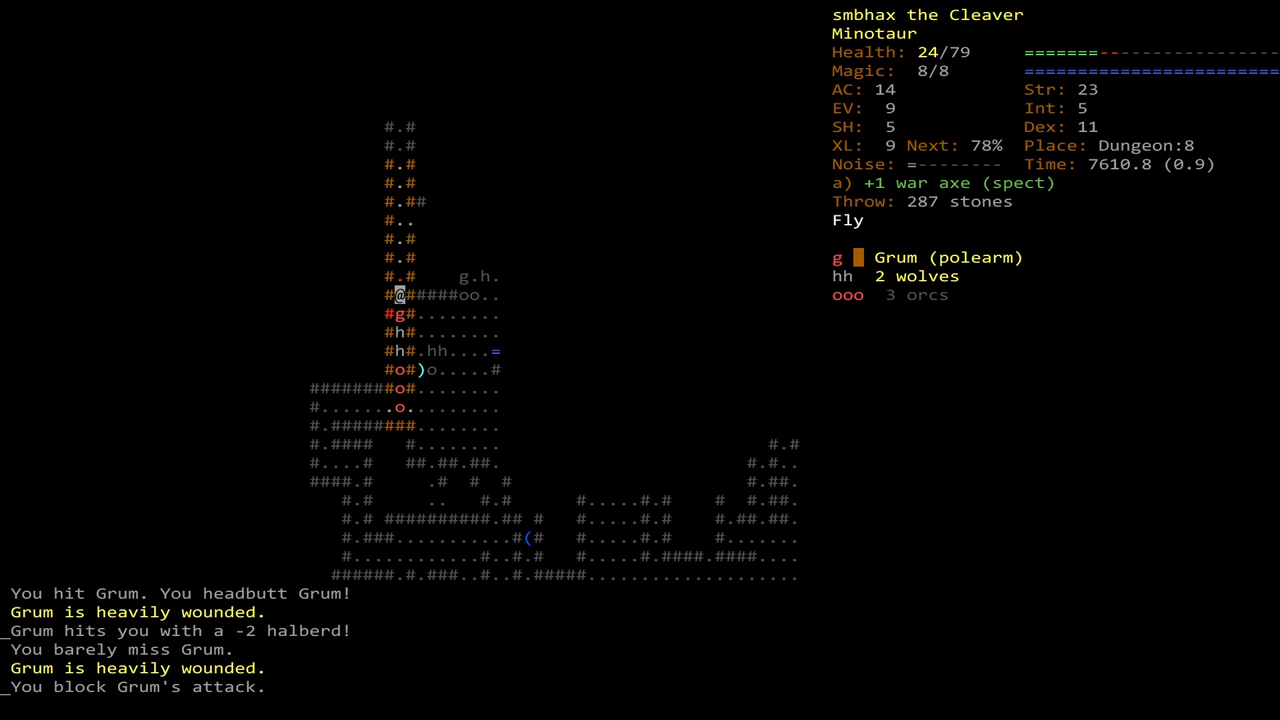 smbhax the Cleaver
Minotaur
Health: 24/79 =======------------------
Magic: 8/8 ========================
AC: 14 Str: 23
EV: 9 Int: 5
SH: 5 Dex: 11
XL: 9 Next: 78% Place: Dungeon:8
Noise: =-------- Time: 7610.8 (0.9)
a) +1 war axe (spect)
Throw: 287 stones
Fly
g Grum (polearm)
hh 2 wolves
ooo 3 orcs
#.#
#.#
#.#
#.#
#.##
#..
#.#
#.#
#.# g.h.
#@#####oo..
#g#........
#h#........
#h#.hh....=
#o#)o.....#
########o#........
#.......o.........
#.########........
#.#### #........ #.#
#....# ##.##.##. #.#..
####.# .# # # #.##.
#.# .. #.# #.....#.# # #.##.
#.# ##########.## # #.....#.# #.##.##.
#.###...........#(# #.....#.# #.......
#............#..#.# #.....#.####.####....
######.#.###..#..#.#####......................
You hit Grum. You headbutt Grum!
Grum is heavily wounded.
_Grum hits you with a -2 halberd!
You barely miss Grum.
Grum is heavily wounded.
_You block Grum's attack.